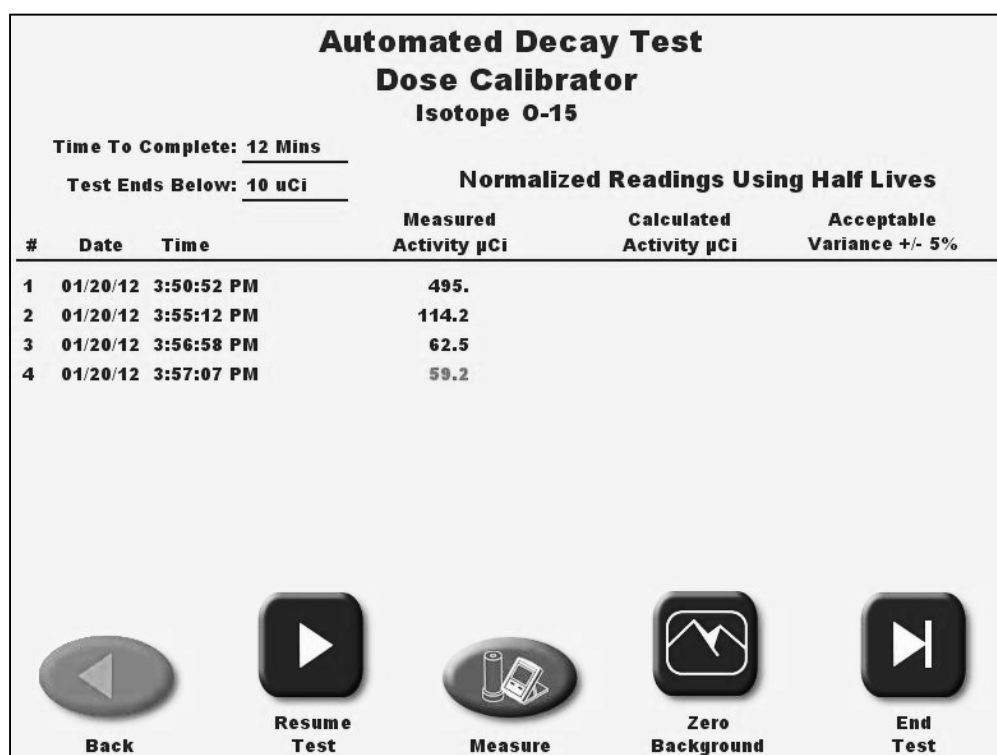 Automated Decay Test
Dose Calibrator
Isotope O-15
Time To Complete: 12 Mins
Test Ends Below: 10 uCi
Normalized Readings Using Half Lives
# Date Time Measured Activity µCi Calculated Activity µCi Acceptable Variance +/- 5%
1 01/20/12 3:50:52 PM 495.
2 01/20/12 3:55:12 PM 114.2
3 01/20/12 3:56:58 PM 62.5
4 01/20/12 3:57:07 PM 59.2
Back
Resume Test
Measure
Zero Background
End Test